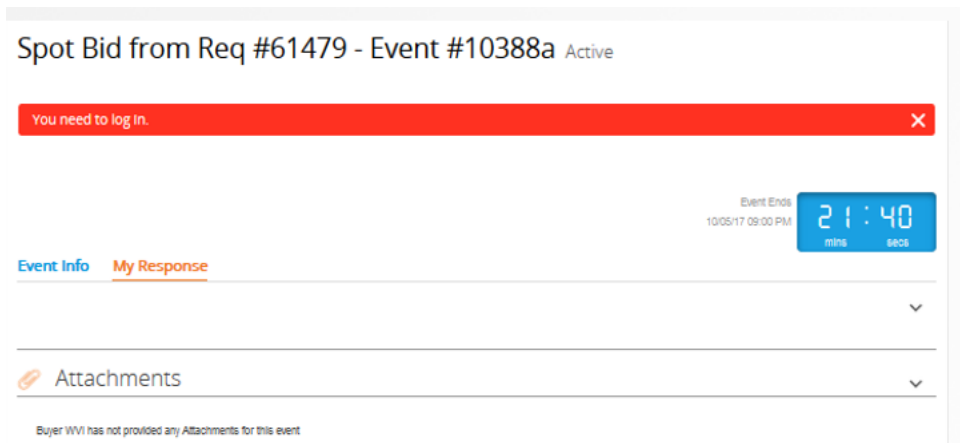 Spot Bid from Req #61479 - Event #10388a Active
You need to log in.
Event Ends
10/05/17 09:00 PM
21:40
mins secs
Event Info My Response
Attachments
Buyer WVI has not provided any Attachments for this event